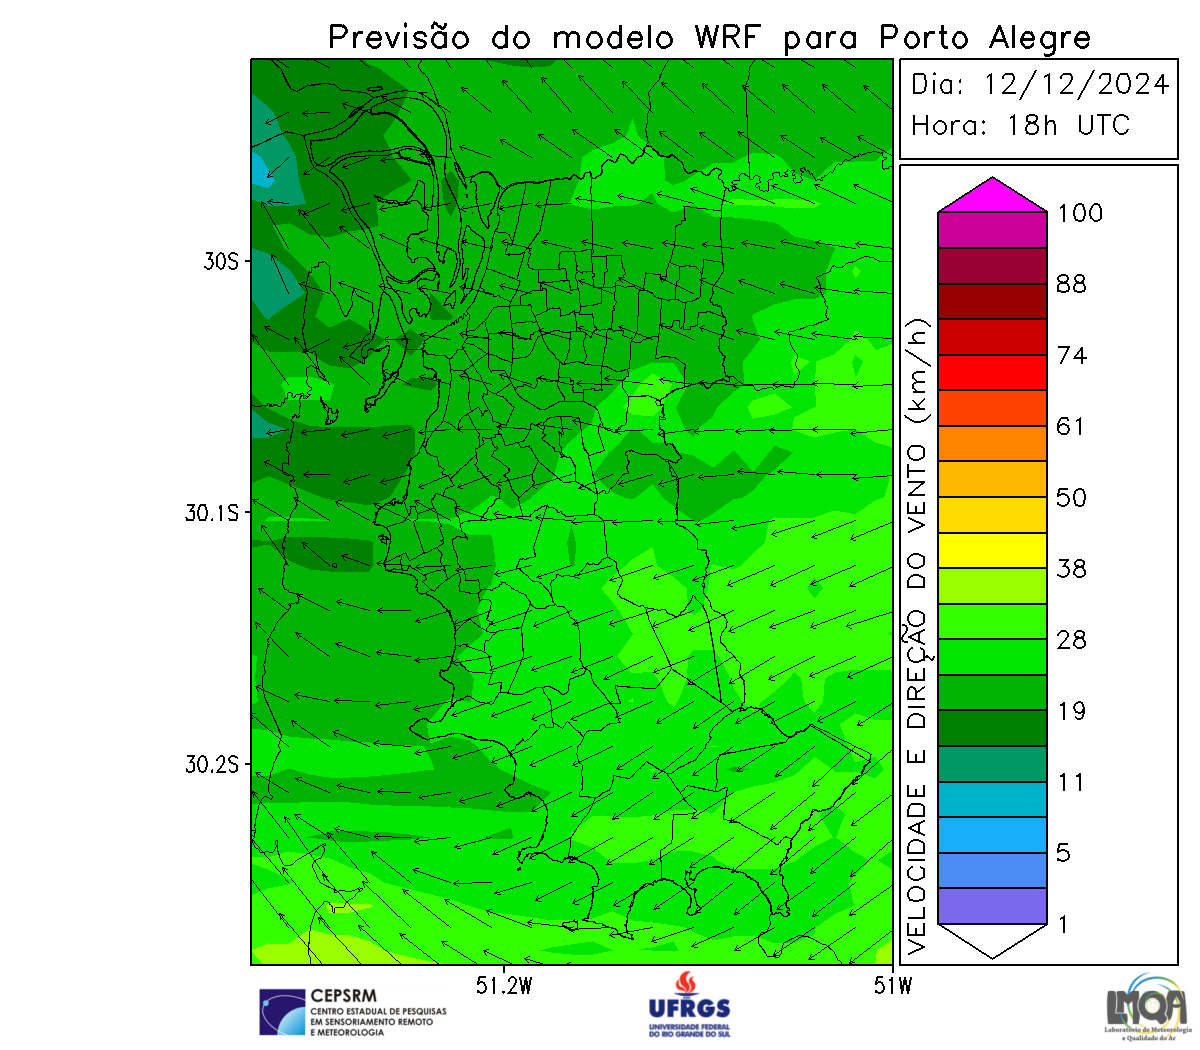 Previsão do modelo WRF para Porto Alegre
Dia: 12/12/2024
Hora: 18h UTC
30S
30.1S
30.2S
51.2W
51W
VELOCIDADE E DIREÇÃO DO VENTO (km/h)
100
88
74
61
50
38
28
19
11
5
1
CEPSRM
CENTRO ESTADUAL DE PESQUISAS
EM SENSORIAMENTO REMOTO
E METEOROLOGIA
UFRGS
UNIVERSIDADE FEDERAL
DO RIO GRANDE DO SUL
LMQA
Laboratório de Meteorologia
e Qualidade do Ar